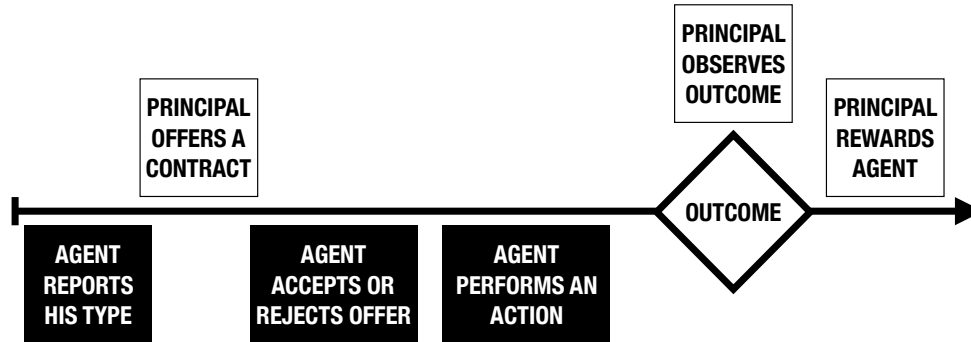 PRINCIPAL
OBSERVES
OUTCOME
PRINCIPAL
OFFERS A
CONTRACT
PRINCIPAL
REWARDS
AGENT
OUTCOME
AGENT
REPORTS
HIS TYPE
AGENT
ACCEPTS OR
REJECTS OFFER
AGENT
PERFORMS AN
ACTION